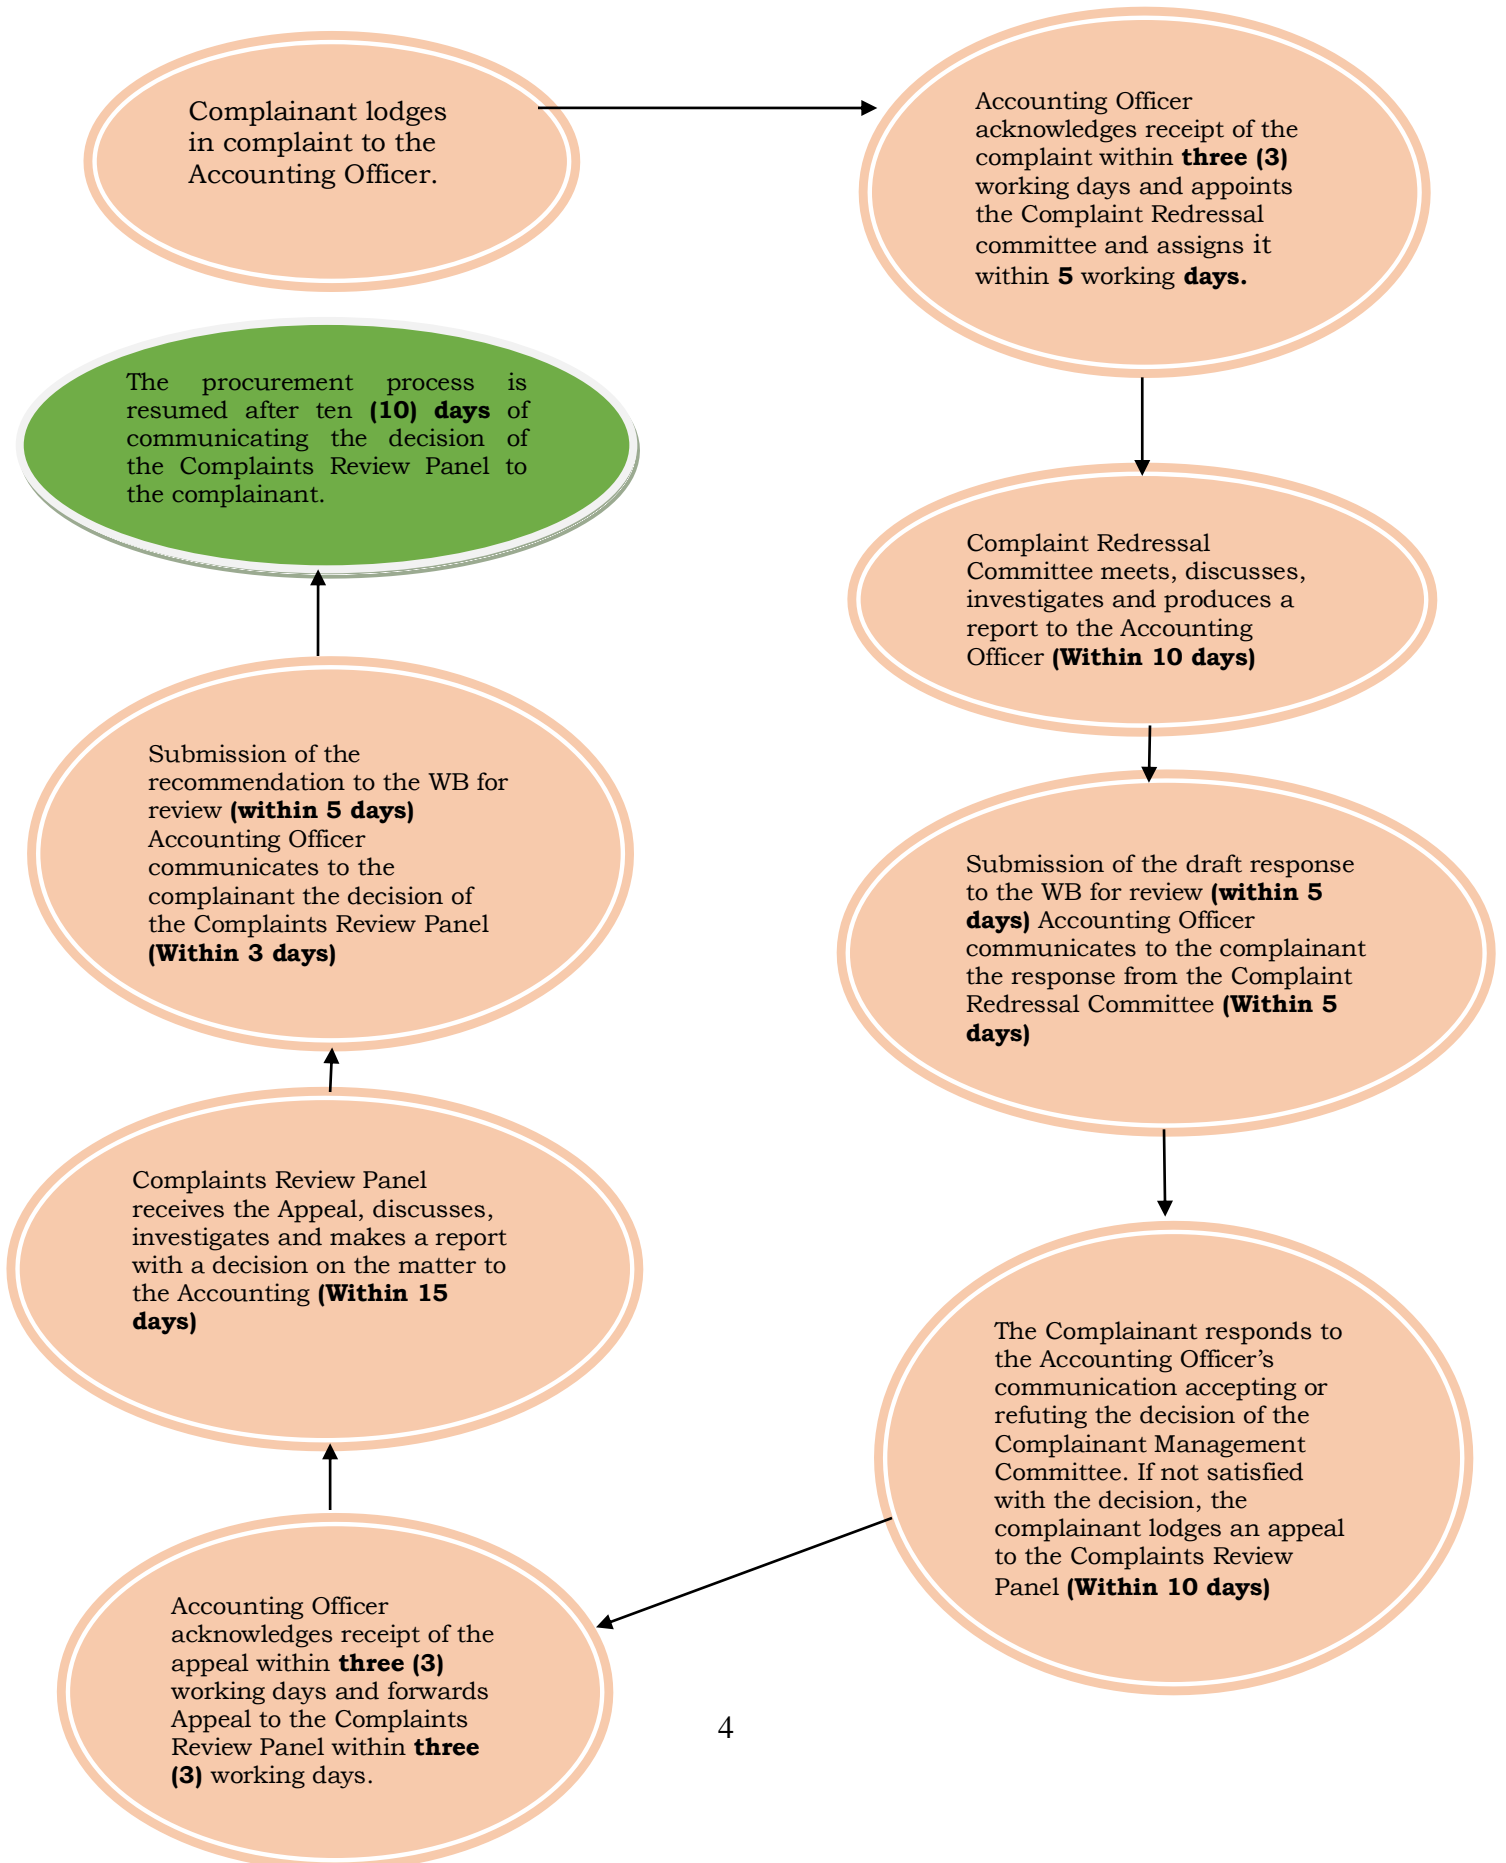 Complainant lodges
in complaint to the
Accounting Officer.
Accounting Officer
acknowledges receipt of the
complaint within three (3)
working days and appoints
the Complaint Redressal
committee and assigns it
within 5 working days.
Complaint Redressal
Committee meets, discusses,
investigates and produces a
report to the Accounting
Officer (Within 10 days)
Submission of the draft response
to the WB for review (within 5
days) Accounting Officer
communicates to the complainant
the response from the Complaint
Redressal Committee (Within 5
days)
The Complainant responds to
the Accounting Officer’s
communication accepting or
refuting the decision of the
Complainant Management
Committee. If not satisfied
with the decision, the
complainant lodges an appeal
to the Complaints Review
Panel (Within 10 days)
Accounting Officer
acknowledges receipt of the
appeal within three (3)
working days and forwards
Appeal to the Complaints
Review Panel within three
(3) working days.
Complaints Review Panel
receives the Appeal, discusses,
investigates and makes a report
with a decision on the matter to
the Accounting (Within 15
days)
Submission of the
recommendation to the WB for
review (within 5 days)
Accounting Officer
communicates to the
complainant the decision of
the Complaints Review Panel
(Within 3 days)
The procurement process is
resumed after ten (10) days of
communicating the decision of
the Complaints Review Panel to
the complainant.
4